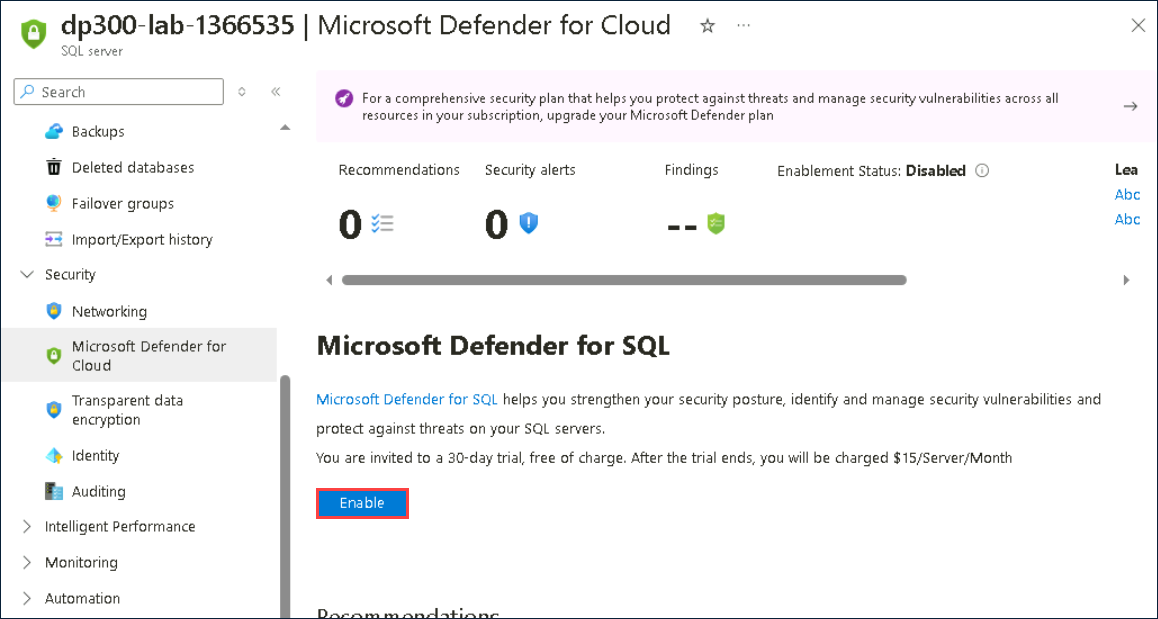 dp300-lab-1366535 | Microsoft Defender for Cloud
SQL server
Search
Backups
Deleted databases
Failover groups
Import/Export history
Security
Networking
Microsoft Defender for
Cloud
Transparent data
encryption
Identity
Auditing
Intelligent Performance
Monitoring
Automation
For a comprehensive security plan that helps you protect against threats and manage security vulnerabilities across all
resources in your subscription, upgrade your Microsoft Defender plan
Recommendations
0
Security alerts
0
Findings
--
Enablement Status: Disabled
Lea
Abc
Abc
Microsoft Defender for SQL
Microsoft Defender for SQL helps you strengthen your security posture, identify and manage security vulnerabilities and
protect against threats on your SQL servers.
You are invited to a 30-day trial, free of charge. After the trial ends, you will be charged $15/Server/Month
Enable
Recommendations